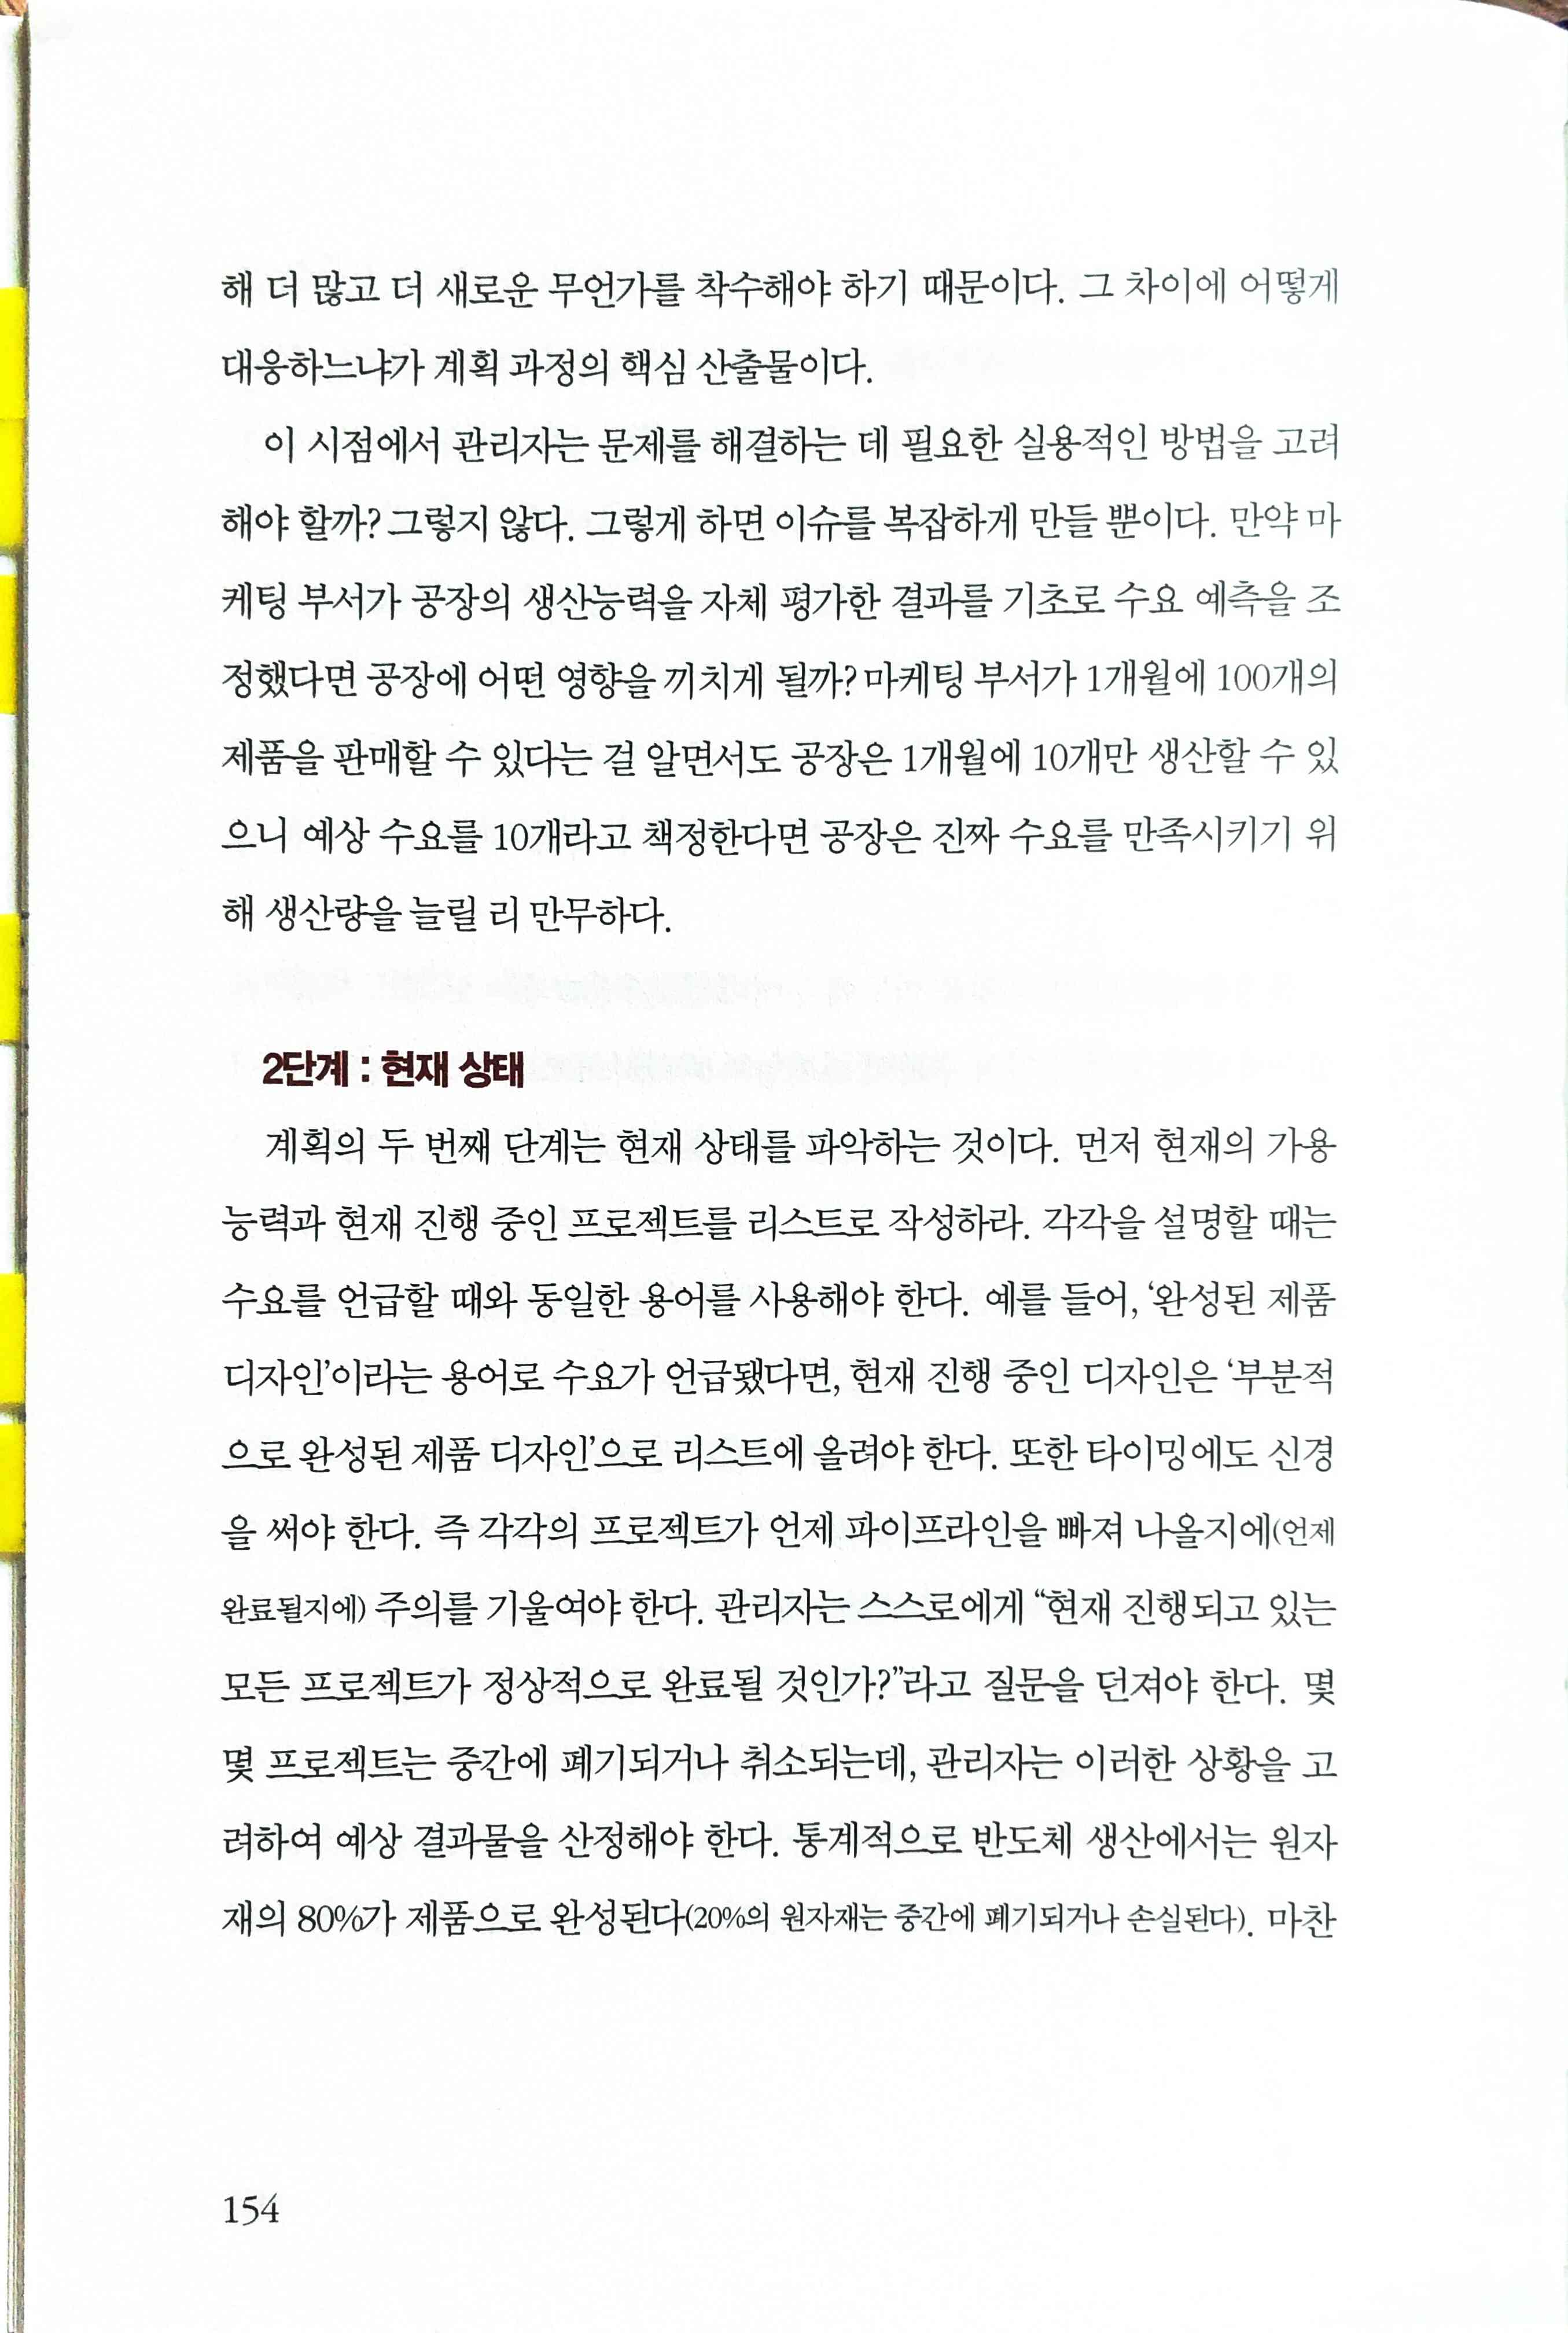 해 더 많고 더 새로운 무언가를 착수해야 하기 때문이다. 그 차이에 어떻게
대응하느냐가 계획 과정의 핵심 산출물이다.
이 시점에서 관리자는 문제를 해결하는 데 필요한 실용적인 방법을 고려
해야 할까? 그렇지 않다. 그렇게 하면 이슈를 복잡하게 만들 뿐이다. 만약 마
케팅 부서가 공장의 생산능력을 자체 평가한 결과를 기초로 수요 예측을 조
정했다면 공장에 어떤 영향을 끼치게 될까? 마케팅 부서가 1개월에 100개의
제품을 판매할 수 있다는 걸 알면서도 공장은 1개월에 10개만 생산할 수 있
으니 예상 수요를 10개라고 책정한다면 공장은 진짜 수요를 만족시키기 위
해 생산량을 늘릴 리 만무하다.
2단계 : 현재 상태
계획의 두 번째 단계는 현재 상태를 파악하는 것이다. 먼저 현재의 가용
능력과 현재 진행 중인 프로젝트를 리스트로 작성하라. 각각을 설명할 때는
수요를 언급할 때와 동일한 용어를 사용해야 한다. 예를 들어, ‘완성된 제품
디자인’이라는 용어로 수요가 언급됐다면, 현재 진행 중인 디자인은 ‘부분적
으로 완성된 제품 디자인’으로 리스트에 올려야 한다. 또한 타이밍에도 신경
을 써야 한다. 즉 각각의 프로젝트가 언제 파이프라인을 빠져 나올지에(언제
완료될지에) 주의를 기울여야 한다. 관리자는 스스로에게 “현재 진행되고 있는
모든 프로젝트가 정상적으로 완료될 것인가?”라고 질문을 던져야 한다. 몇
몇 프로젝트는 중간에 폐기되거나 취소되는데, 관리자는 이러한 상황을 고
려하여 예상 결과물을 산정해야 한다. 통계적으로 반도체 생산에서는 원자
재의 80%가 제품으로 완성된다(20%의 원자재는 중간에 폐기되거나 손실된다). 마찬
154